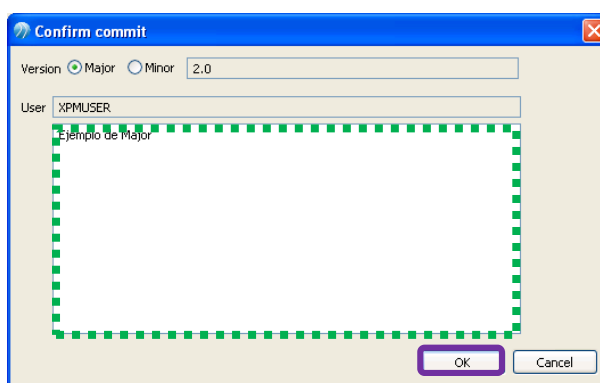 Confirm commit
Version Major Minor 2.0
User XPMUSER
Ejemplo de Major
OK Cancel